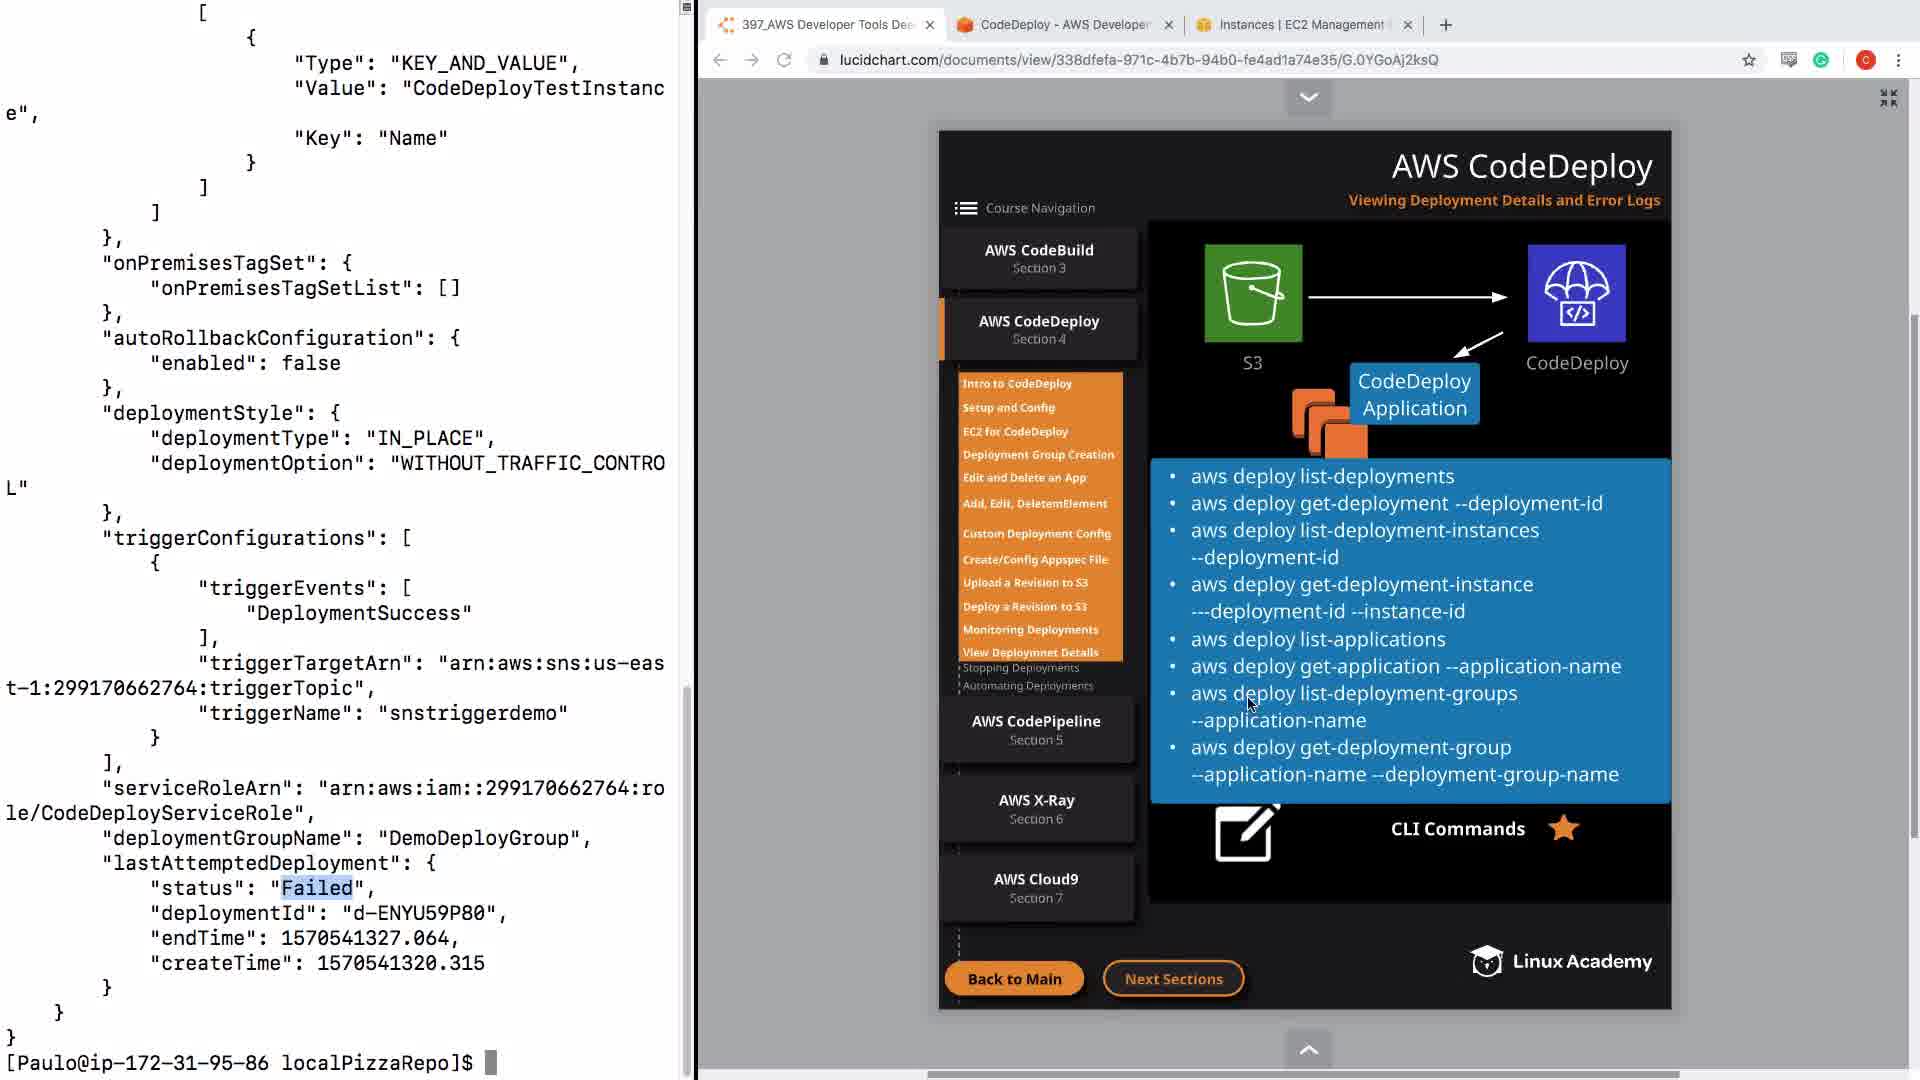 [
{
"Type": "KEY_AND_VALUE",
"Value": "CodeDeployTestInstanc
e",
"Key": "Name"
}
]
]
},
"onPremisesTagSet": {
"onPremisesTagSetList": []
},
"autoRollbackConfiguration": {
"enabled": false
},
"deploymentStyle": {
"deploymentType": "IN_PLACE",
"deploymentOption": "WITHOUT_TRAFFIC_CONTRO
L"
},
"triggerConfigurations": [
{
"triggerEvents": [
"DeploymentSuccess"
],
"triggerTargetArn": "arn:aws:sns:us-eas
t-1:299170662764:triggerTopic",
"triggerName": "snstriggerdemo"
}
],
"serviceRoleArn": "arn:aws:iam::299170662764:ro
le/CodeDeployServiceRole",
"deploymentGroupName": "DemoDeployGroup",
"lastAttemptedDeployment": {
"status": "Failed",
"deploymentId": "d-ENYU59P80",
"endTime": 1570541327.064,
"createTime": 1570541320.315
}
}
}
[Paulo@ip-172-31-95-86 localPizzaRepo]$
397_AWS Developer Tools Dee
CodeDeploy - AWS Developer
Instances | EC2 Management
lucidchart.com/documents/view/338dfefa-971c-4b7b-94b0-fe4ad1a74e35/G.0YGoAj2ksQ
C
AWS CodeDeploy
Viewing Deployment Details and Error Logs
Course Navigation
AWS CodeBuild
Section 3
AWS CodeDeploy
Section 4
Intro to CodeDeploy
Setup and Config
EC2 for CodeDeploy
Deployment Group Creation
Edit and Delete an App
Add, Edit, DeletemElement
Custom Deployment Config
Create/Config Appspec File
Upload a Revision to S3
Deploy a Revision to S3
Monitoring Deployments
View Deploymnet Details
Stopping Deployments
Automating Deployments
AWS CodePipeline
Section 5
AWS X-Ray
Section 6
AWS Cloud9
Section 7
Back to Main
Next Sections
S3
</>
CodeDeploy
CodeDeploy
Application
• aws deploy list-deployments
• aws deploy get-deployment --deployment-id
• aws deploy list-deployment-instances
--deployment-id
• aws deploy get-deployment-instance
---deployment-id --instance-id
• aws deploy list-applications
• aws deploy get-application --application-name
• aws deploy list-deployment-groups
--application-name
• aws deploy get-deployment-group
--application-name --deployment-group-name
CLI Commands
Linux Academy